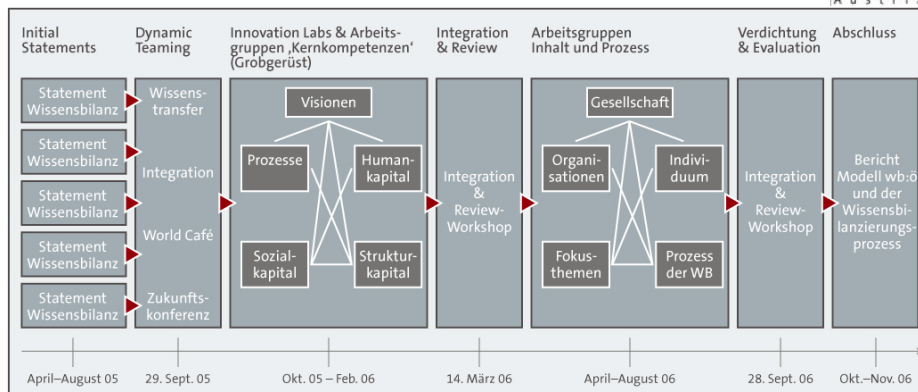 Austri
Initial
Statements
Dynamic
Teaming
Innovation Labs & Arbeits-
gruppen ‚Kernkompetenzen‘
(Grobgerüst)
Integration
& Review
Arbeitsgruppen
Inhalt und Prozess
Verdichtung
& Evaluation
Abschluss
Statement
Wissensbilanz
Statement
Wissensbilanz
Statement
Wissensbilanz
Statement
Wissensbilanz
Statement
Wissensbilanz
Wissens-
transfer
Integration
World Café
Zukunfts-
konferenz
Visionen
Prozesse
Human-
kapital
Sozial-
kapital
Struktur-
kapital
Integration
&
Review-
Workshop
Gesellschaft
Organi-
sationen
Indivi-
duum
Fokus-
themen
Prozess
der WB
Integration
&
Review-
Workshop
Bericht
Modell wb:ö
und der
Wissensbi-
lanzierungs-
prozess
April–August 05
29. Sept. 05
Okt. 05 – Feb. 06
14. März 06
April–August 06
28. Sept. 06
Okt.–Nov. 06